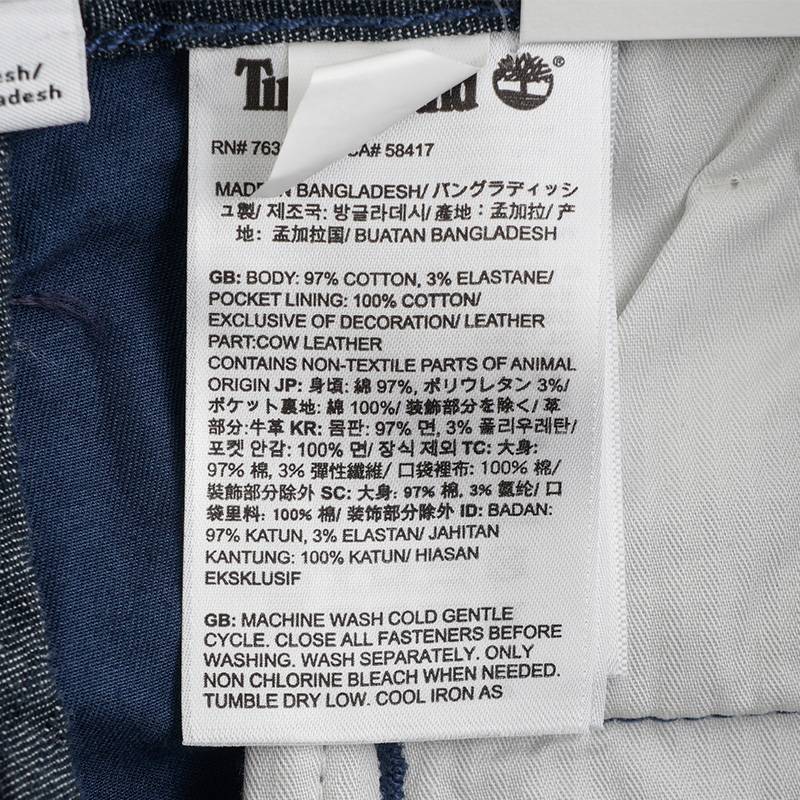 esh/
adesh
RN# 763 CA# 58417
MADE IN BANGLADESH/ バングラディッシ
ュ製/ 제조국: 방글라데시/ 產地：孟加拉/ 产
地：孟加拉国/ BUATAN BANGLADESH
GB: BODY: 97% COTTON, 3% ELASTANE/
POCKET LINING: 100% COTTON/
EXCLUSIVE OF DECORATION/ LEATHER
PART:COW LEATHER
CONTAINS NON-TEXTILE PARTS OF ANIMAL
ORIGIN JP: 身頃: 綿 97%, ポリウレタン 3%/
ポケット裏地: 綿 100%/ 装飾部分を除く/ 革
部分:牛革 KR: 몸판: 97% 면, 3% 폴리우레탄/
포켓 안감: 100% 면/ 장식 제외 TC: 大身:
97% 棉, 3% 彈性纖維/ 口袋裡布: 100% 棉/
裝飾部分除外 SC: 大身: 97% 棉, 3% 氨纶/ 口
袋里料: 100% 棉/ 装饰部分除外 ID: BADAN:
97% KATUN, 3% ELASTAN/ JAHITAN
KANTUNG: 100% KATUN/ HIASAN
EKSKLUSIF
GB: MACHINE WASH COLD GENTLE
CYCLE. CLOSE ALL FASTENERS BEFORE
WASHING. WASH SEPARATELY. ONLY
NON CHLORINE BLEACH WHEN NEEDED.
TUMBLE DRY LOW. COOL IRON AS